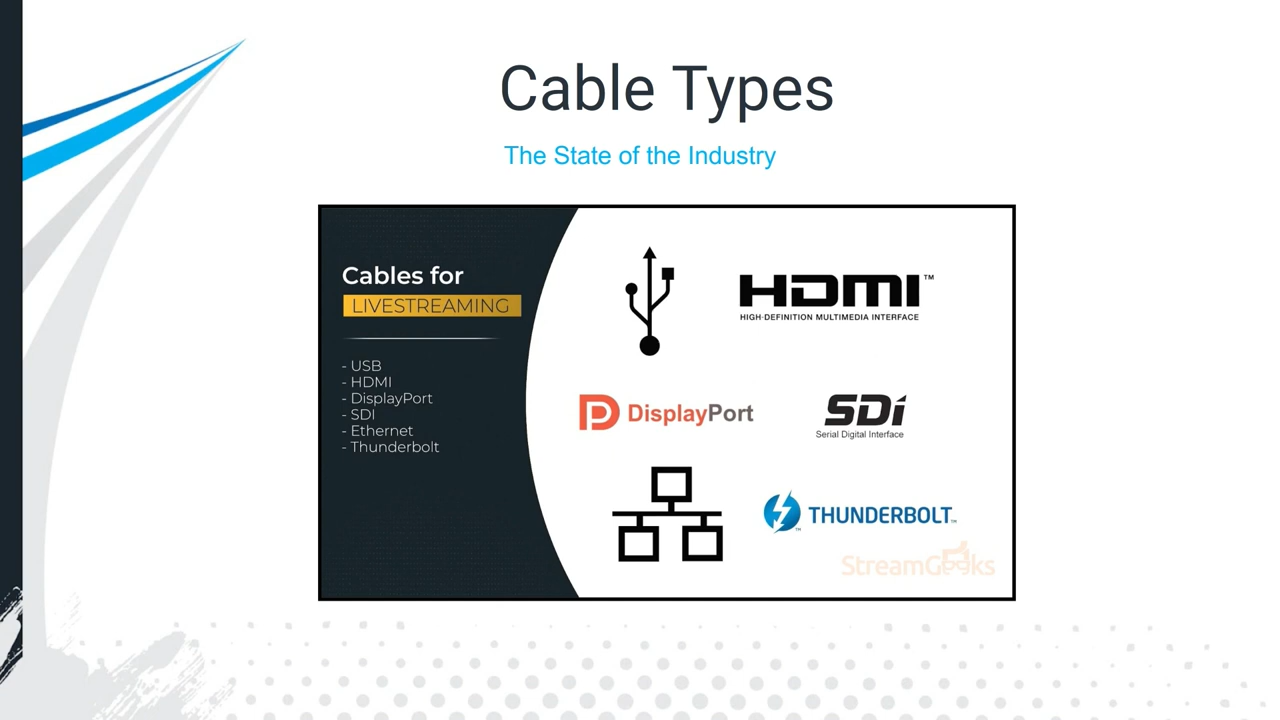 Cable Types
The State of the Industry
Cables for
LIVESTREAMING
- USB
- HDMI
- DisplayPort
- SDI
- Ethernet
- Thunderbolt
HDMI™
HIGH-DEFINITION MULTIMEDIA INTERFACE
DisplayPort
SDI
Serial Digital Interface
THUNDERBOLT™
StreamGeeks